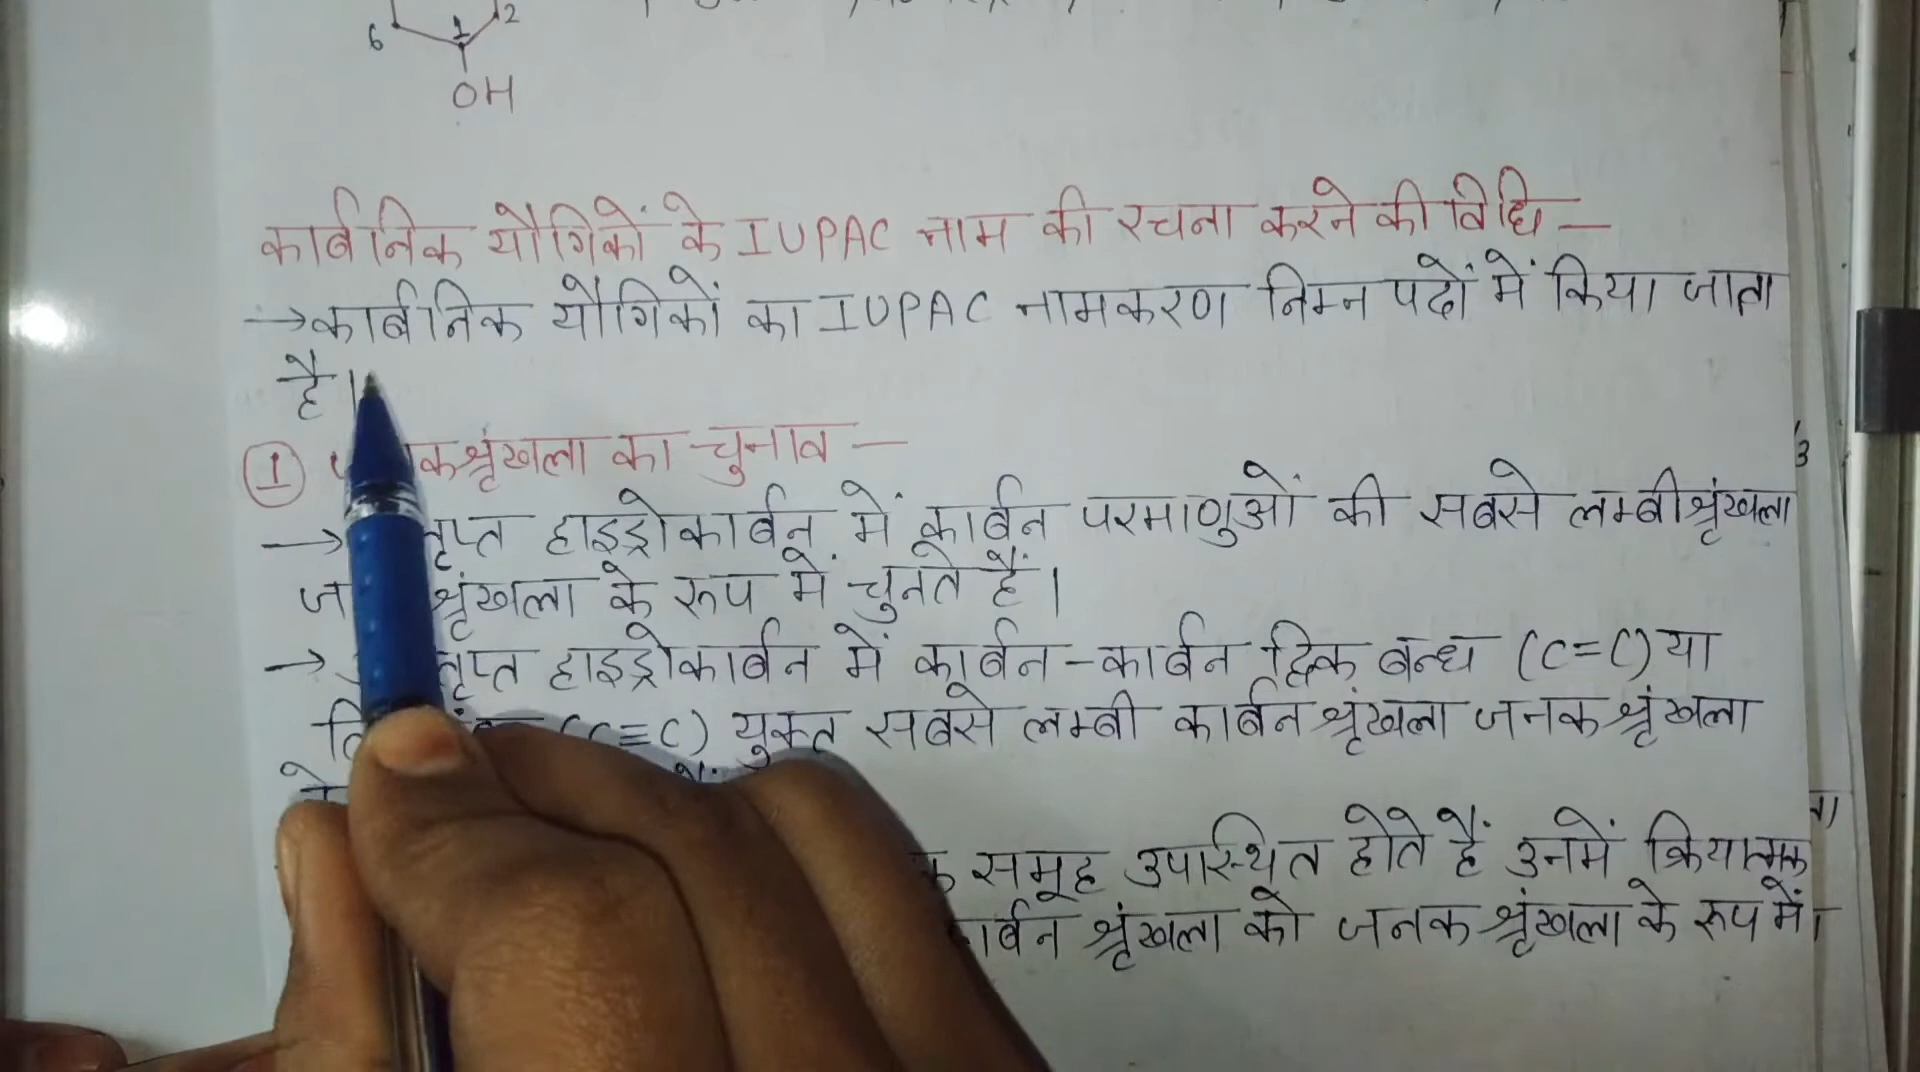 6 1 2
OH
कार्बनिक यौगिकों के IUPAC नाम की रचना करने की विधि —
→ कार्बनिक यौगिकों का IUPAC नामकरण निम्न पदों में किया जाता
है।
① श्रृंखला का चुनाव —
→ हाइड्रोकार्बन में कार्बन परमाणुओं की सबसे लम्बी श्रृंखला
श्रृंखला के रूप में चुनते हैं।
→ हाइड्रोकार्बन में कार्बन-कार्बन द्विक बन्ध (C=C) या
(C≡C) युक्त सबसे लम्बी कार्बन श्रृंखला जनक श्रृंखला
समूह उपस्थित होते हैं उनमें क्रियात्मक
श्रृंखला को जनक श्रृंखला के रूप में।